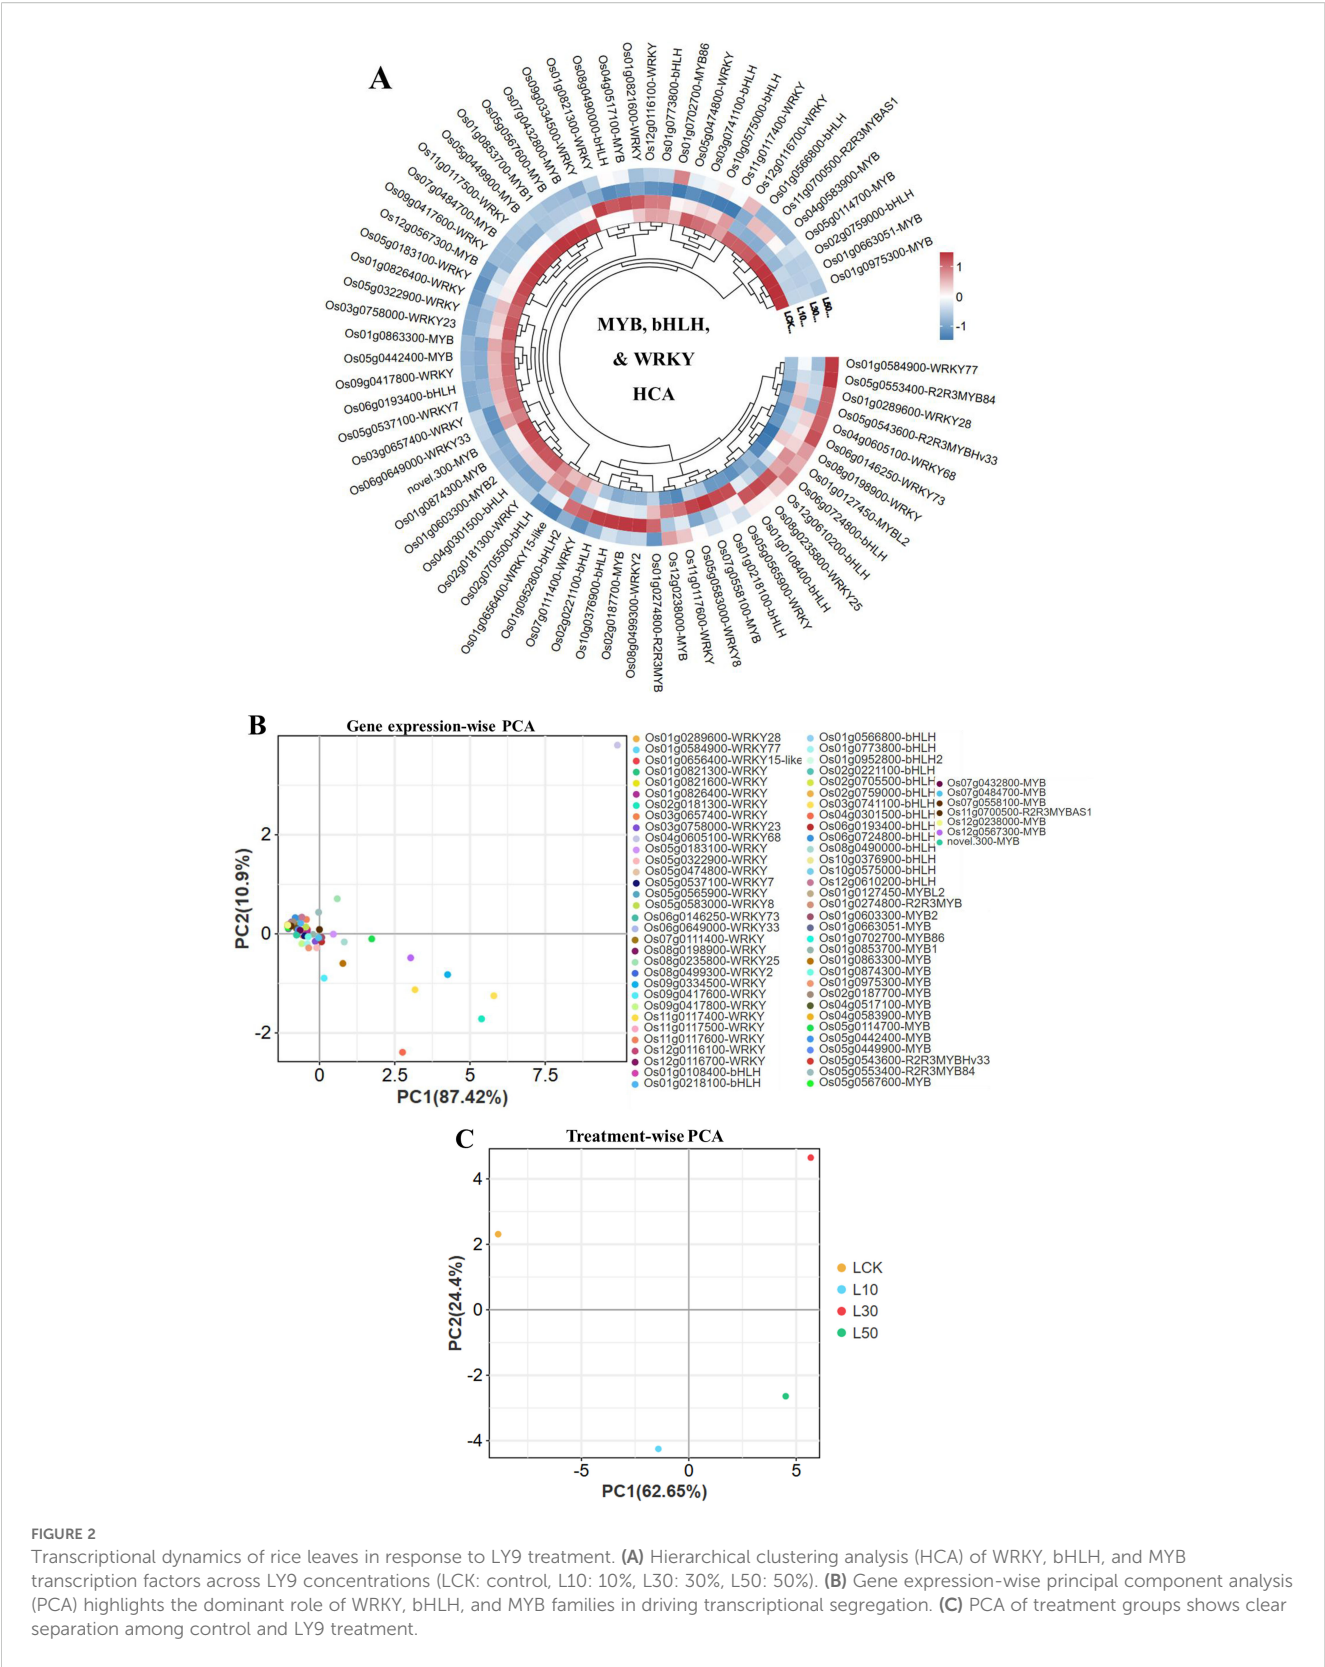 A
Os01g0821600-WRKY
Os12g0116100-WRKY
Os01g0773800-bHLH
Os01g0702700-MYB86
Os05g0474800-WRKY
Os03g0741100-bHLH
Os10g0575000-bHLH
Os11g0117400-WRKY
Os12g0116700-WRKY
Os01g0566800-bHLH
Os11g0700500-R2R3MYBAS1
Os04g0583900-MYB
Os05g0114700-MYB
Os02g0759000-bHLH
Os01g0663051-MYB
Os01g0975300-MYB
Os04g0517100-MYB
Os08g0490000-bHLH
Os01g0821300-WRKY
Os09g0334500-WRKY
Os07g0432800-MYB
Os05g0567600-MYB
Os01g0853700-MYB1
Os05g0449900-MYB
Os11g0117500-WRKY
Os07g0484700-MYB
Os09g0417600-WRKY
Os12g0567300-MYB
Os05g0183100-WRKY
Os01g0826400-WRKY
Os05g0322900-WRKY
Os03g0758000-WRKY23
Os01g0863300-MYB
Os05g0442400-MYB
Os09g0417800-WRKY
Os06g0193400-bHLH
Os05g0537100-WRKY7
Os03g0657400-WRKY
Os06g0649000-WRKY33
novel.300-MYB
Os01g0874300-MYB
Os01g0603300-MYB2
Os04g0301500-bHLH
Os02g0181300-WRKY
Os02g0705500-bHLH
Os01g0656400-WRKY15-like
Os01g0952800-bHLH2
Os07g0111400-WRKY
Os02g0221100-bHLH
Os10g0376900-bHLH
Os02g0187700-MYB
Os08g0499300-WRKY2
Os01g0274800-R2R3MYB
Os12g0238000-MYB
Os11g0117600-WRKY
Os05g0583000-WRKY8
Os07g0558100-MYB
Os01g0218100-bHLH
Os05g0565900-WRKY
Os01g0108400-bHLH
Os08g0235800-WRKY25
Os12g0610200-bHLH
Os06g0724800-bHLH
Os01g0127450-MYBL2
Os08g0198900-WRKY
Os06g0146250-WRKY73
Os04g0605100-WRKY68
Os05g0543600-R2R3MYBHv33
Os01g0289600-WRKY28
Os05g0553400-R2R3MYB84
Os01g0584900-WRKY77
LCK...
L10...
L30...
L50...
1
0
-1
MYB, bHLH,
& WRKY
HCA
B
Gene expression-wise PCA
2
0
-2
PC2(10.9%)
0 2.5 5 7.5
PC1(87.42%)
Os01g0289600-WRKY28
Os01g0584900-WRKY77
Os01g0656400-WRKY15-like
Os01g0821300-WRKY
Os01g0821600-WRKY
Os01g0826400-WRKY
Os02g0181300-WRKY
Os03g0657400-WRKY
Os03g0758000-WRKY23
Os04g0605100-WRKY68
Os05g0183100-WRKY
Os05g0322900-WRKY
Os05g0474800-WRKY
Os05g0537100-WRKY7
Os05g0565900-WRKY
Os05g0583000-WRKY8
Os06g0146250-WRKY73
Os06g0649000-WRKY33
Os07g0111400-WRKY
Os08g0198900-WRKY
Os08g0235800-WRKY25
Os08g0499300-WRKY2
Os09g0334500-WRKY
Os09g0417600-WRKY
Os09g0417800-WRKY
Os11g0117400-WRKY
Os11g0117500-WRKY
Os11g0117600-WRKY
Os12g0116100-WRKY
Os12g0116700-WRKY
Os01g0108400-bHLH
Os01g0218100-bHLH
Os01g0566800-bHLH
Os01g0773800-bHLH
Os01g0952800-bHLH2
Os02g0221100-bHLH
Os02g0705500-bHLH
Os02g0759000-bHLH
Os03g0741100-bHLH
Os04g0301500-bHLH
Os06g0193400-bHLH
Os06g0724800-bHLH
Os08g0490000-bHLH
Os10g0376900-bHLH
Os10g0575000-bHLH
Os12g0610200-bHLH
Os01g0127450-MYBL2
Os01g0274800-R2R3MYB
Os01g0603300-MYB2
Os01g0663051-MYB
Os01g0702700-MYB86
Os01g0853700-MYB1
Os01g0863300-MYB
Os01g0874300-MYB
Os01g0975300-MYB
Os02g0187700-MYB
Os04g0517100-MYB
Os04g0583900-MYB
Os05g0114700-MYB
Os05g0442400-MYB
Os05g0449900-MYB
Os05g0543600-R2R3MYBHv33
Os05g0553400-R2R3MYB84
Os05g0567600-MYB
Os07g0432800-MYB
Os07g0484700-MYB
Os07g0558100-MYB
Os11g0700500-R2R3MYBAS1
Os12g0238000-MYB
Os12g0567300-MYB
novel.300-MYB
C
Treatment-wise PCA
4
2
0
-2
-4
PC2(24.4%)
-5 0 5
PC1(62.65%)
LCK
L10
L30
L50
FIGURE 2
Transcriptional dynamics of rice leaves in response to LY9 treatment. (A) Hierarchical clustering analysis (HCA) of WRKY, bHLH, and MYB
transcription factors across LY9 concentrations (LCK: control, L10: 10%, L30: 30%, L50: 50%). (B) Gene expression-wise principal component analysis
(PCA) highlights the dominant role of WRKY, bHLH, and MYB families in driving transcriptional segregation. (C) PCA of treatment groups shows clear
separation among control and LY9 treatment.